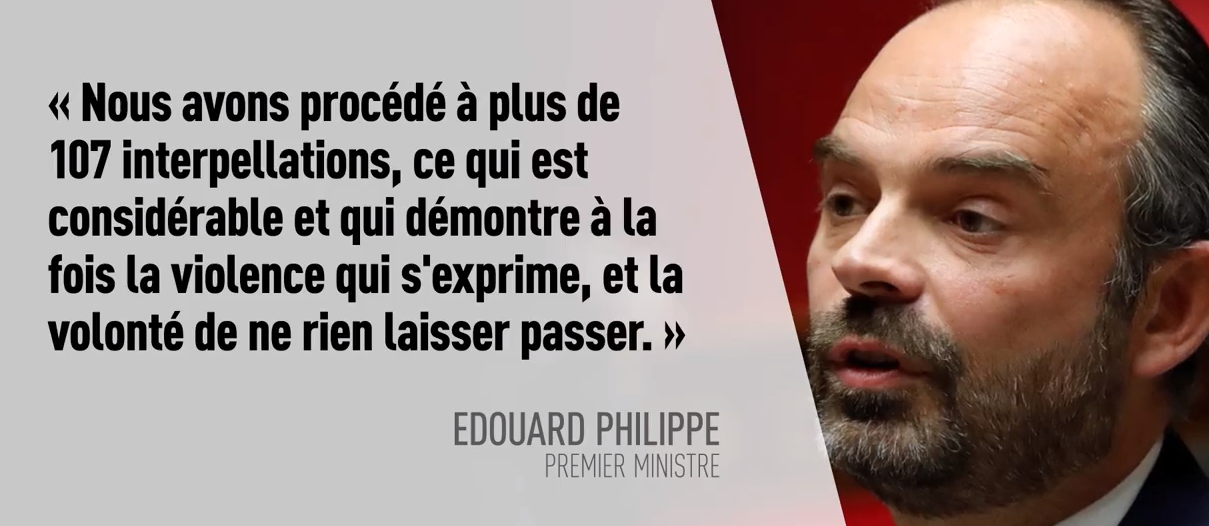 « Nous avons procédé à plus de
107 interpellations, ce qui est
considérable et qui démontre à la
fois la violence qui s'exprime, et la
volonté de ne rien laisser passer. »
EDOUARD PHILIPPE
PREMIER MINISTRE